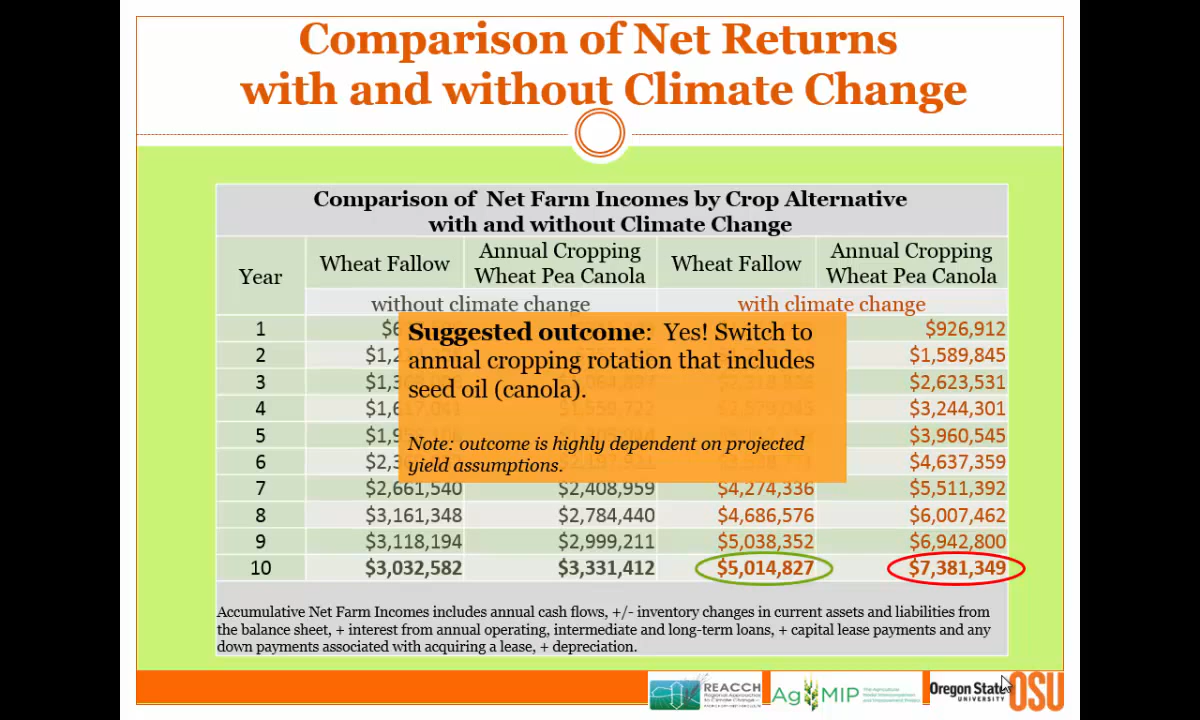 Comparison of Net Returns
with and without Climate Change
Comparison of Net Farm Incomes by Crop Alternative
with and without Climate Change
Year
Wheat Fallow
Annual Cropping
Wheat Pea Canola
Wheat Fallow
Annual Cropping
Wheat Pea Canola
without climate change
with climate change
Suggested outcome: Yes! Switch to
annual cropping rotation that includes
seed oil (canola).
Note: outcome is highly dependent on projected
yield assumptions.
1 $926,912
2 $1,589,845
3 $2,623,531
4 $3,244,301
5 $3,960,545
6 $4,637,359
7 $2,661,540 $2,408,959 $4,274,336 $5,511,392
8 $3,161,348 $2,784,440 $4,686,576 $6,007,462
9 $3,118,194 $2,999,211 $5,038,352 $6,942,800
10 $3,032,582 $3,331,412 $5,014,827 $7,381,349
Accumulative Net Farm Incomes includes annual cash flows, +/- inventory changes in current assets and liabilities from
the balance sheet, + interest from annual operating, intermediate and long-term loans, + capital lease payments and any
down payments associated with acquiring a lease, + depreciation.
REACCH
AgMIP
Oregon State
UNIVERSITY
OSU